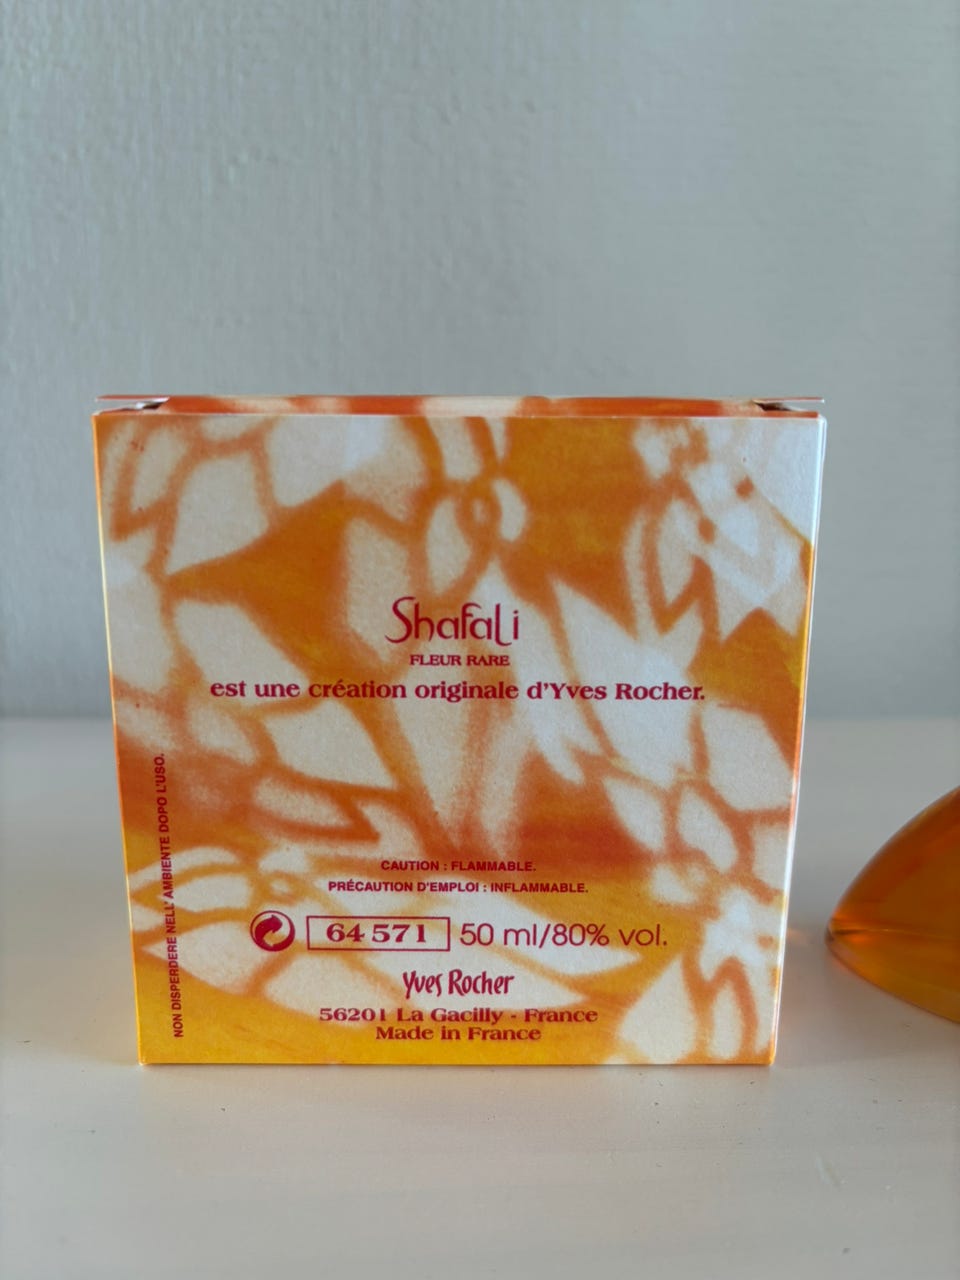 Shafali
FLEUR RARE
est une création originale d'Yves Rocher.
NON DISPERDERE NELL'AMBIENTE DOPO L'USO.
CAUTION : FLAMMABLE.
PRÉCAUTION D'EMPLOI : INFLAMMABLE.
64 571 50 ml/80% vol.
Yves Rocher
56201 La Gacilly - France
Made in France